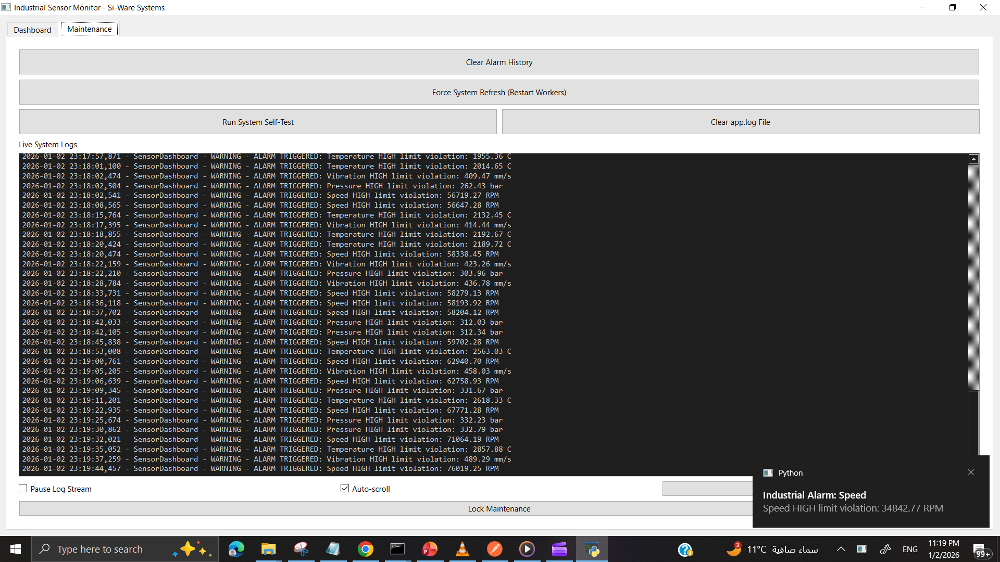 Industrial Sensor Monitor - Si-Ware Systems
Dashboard
Maintenance
Clear Alarm History
Force System Refresh (Restart Workers)
Run System Self-Test
Clear app.log File
Live System Logs
2026-01-02 23:17:57,871 - SensorDashboard - WARNING - ALARM TRIGGERED: Temperature HIGH limit violation: 1955.36 C
2026-01-02 23:18:01,100 - SensorDashboard - WARNING - ALARM TRIGGERED: Temperature HIGH limit violation: 2014.65 C
2026-01-02 23:18:02,474 - SensorDashboard - WARNING - ALARM TRIGGERED: Vibration HIGH limit violation: 409.47 mm/s
2026-01-02 23:18:02,504 - SensorDashboard - WARNING - ALARM TRIGGERED: Pressure HIGH limit violation: 262.43 bar
2026-01-02 23:18:02,541 - SensorDashboard - WARNING - ALARM TRIGGERED: Speed HIGH limit violation: 56719.27 RPM
2026-01-02 23:18:08,565 - SensorDashboard - WARNING - ALARM TRIGGERED: Speed HIGH limit violation: 56647.28 RPM
2026-01-02 23:18:15,764 - SensorDashboard - WARNING - ALARM TRIGGERED: Temperature HIGH limit violation: 2132.45 C
2026-01-02 23:18:17,395 - SensorDashboard - WARNING - ALARM TRIGGERED: Vibration HIGH limit violation: 414.44 mm/s
2026-01-02 23:18:18,855 - SensorDashboard - WARNING - ALARM TRIGGERED: Temperature HIGH limit violation: 2192.67 C
2026-01-02 23:18:20,424 - SensorDashboard - WARNING - ALARM TRIGGERED: Temperature HIGH limit violation: 2189.72 C
2026-01-02 23:18:20,474 - SensorDashboard - WARNING - ALARM TRIGGERED: Speed HIGH limit violation: 58338.45 RPM
2026-01-02 23:18:22,159 - SensorDashboard - WARNING - ALARM TRIGGERED: Vibration HIGH limit violation: 423.26 mm/s
2026-01-02 23:18:22,210 - SensorDashboard - WARNING - ALARM TRIGGERED: Pressure HIGH limit violation: 303.96 bar
2026-01-02 23:18:28,784 - SensorDashboard - WARNING - ALARM TRIGGERED: Vibration HIGH limit violation: 436.78 mm/s
2026-01-02 23:18:33,731 - SensorDashboard - WARNING - ALARM TRIGGERED: Speed HIGH limit violation: 58279.13 RPM
2026-01-02 23:18:36,118 - SensorDashboard - WARNING - ALARM TRIGGERED: Speed HIGH limit violation: 58193.92 RPM
2026-01-02 23:18:37,702 - SensorDashboard - WARNING - ALARM TRIGGERED: Speed HIGH limit violation: 58204.12 RPM
2026-01-02 23:18:42,033 - SensorDashboard - WARNING - ALARM TRIGGERED: Pressure HIGH limit violation: 312.03 bar
2026-01-02 23:18:42,105 - SensorDashboard - WARNING - ALARM TRIGGERED: Pressure HIGH limit violation: 312.34 bar
2026-01-02 23:18:45,838 - SensorDashboard - WARNING - ALARM TRIGGERED: Speed HIGH limit violation: 59702.28 RPM
2026-01-02 23:18:53,008 - SensorDashboard - WARNING - ALARM TRIGGERED: Temperature HIGH limit violation: 2563.03 C
2026-01-02 23:19:00,761 - SensorDashboard - WARNING - ALARM TRIGGERED: Speed HIGH limit violation: 62940.70 RPM
2026-01-02 23:19:05,205 - SensorDashboard - WARNING - ALARM TRIGGERED: Vibration HIGH limit violation: 458.03 mm/s
2026-01-02 23:19:06,639 - SensorDashboard - WARNING - ALARM TRIGGERED: Speed HIGH limit violation: 62758.93 RPM
2026-01-02 23:19:09,345 - SensorDashboard - WARNING - ALARM TRIGGERED: Pressure HIGH limit violation: 331.67 bar
2026-01-02 23:19:11,201 - SensorDashboard - WARNING - ALARM TRIGGERED: Temperature HIGH limit violation: 2618.33 C
2026-01-02 23:19:22,935 - SensorDashboard - WARNING - ALARM TRIGGERED: Speed HIGH limit violation: 67771.28 RPM
2026-01-02 23:19:25,674 - SensorDashboard - WARNING - ALARM TRIGGERED: Pressure HIGH limit violation: 332.23 bar
2026-01-02 23:19:30,862 - SensorDashboard - WARNING - ALARM TRIGGERED: Pressure HIGH limit violation: 332.79 bar
2026-01-02 23:19:32,021 - SensorDashboard - WARNING - ALARM TRIGGERED: Speed HIGH limit violation: 71064.19 RPM
2026-01-02 23:19:35,052 - SensorDashboard - WARNING - ALARM TRIGGERED: Temperature HIGH limit violation: 2857.88 C
2026-01-02 23:19:37,259 - SensorDashboard - WARNING - ALARM TRIGGERED: Vibration HIGH limit violation: 489.29 mm/s
2026-01-02 23:19:44,457 - SensorDashboard - WARNING - ALARM TRIGGERED: Speed HIGH limit violation: 76019.25 RPM
Pause Log Stream
Auto-scroll
Lock Maintenance
Python
Industrial Alarm: Speed
Speed HIGH limit violation: 34842.77 RPM
Type here to search
3
11°C سماء صافية
ENG
11:19 PM
1/2/2026
99+